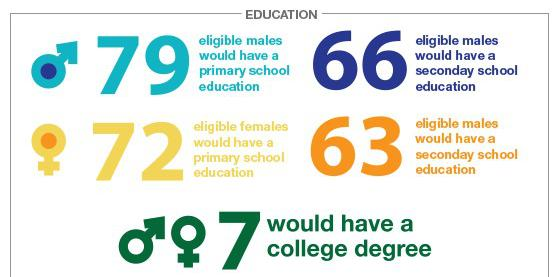 EDUCATION
79
eligible males
would have a
primary school
education
66
eligible males
would have a
seconday school
education
72
eligible females
would have a
primary school
education
63
eligible males
would have a
seconday school
education
7
would have a
college degree